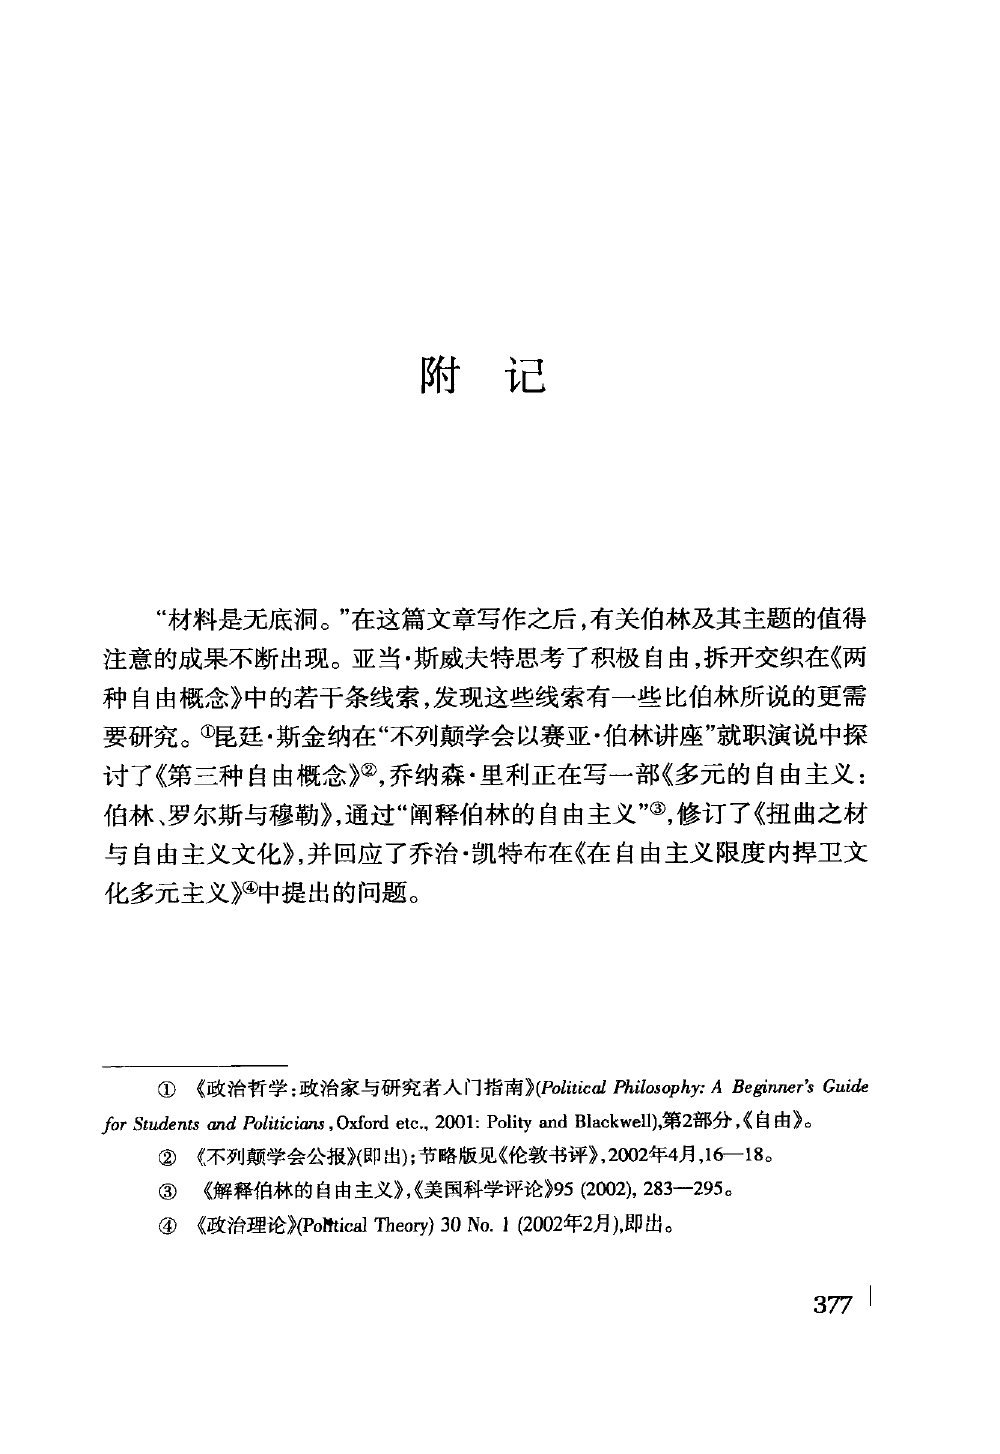 附 记
“材料是无底洞。”在这篇文章写作之后,有关伯林及其主题的值得
注意的成果不断出现。亚当·斯威夫特思考了积极自由,拆开交织在《两
种自由概念》中的若干条线索,发现这些线索有一些比伯林所说的更需
要研究。①昆廷·斯金纳在“不列颠学会以赛亚·伯林讲座”就职演说中探
讨了《第三种自由概念》②,乔纳森·里利正在写一部《多元的自由主义:
伯林、罗尔斯与穆勒》,通过“阐释伯林的自由主义”③,修订了《扭曲之材
与自由主义文化》,并回应了乔治·凯特布在《在自由主义限度内捍卫文
化多元主义》④中提出的问题。
① 《政治哲学:政治家与研究者入门指南》(Political Philosophy: A Beginner's Guide
for Students and Politicians, Oxford etc., 2001: Polity and Blackwell),第2部分,《自由》。
② 《不列颠学会公报》(即出);节略版见《伦敦书评》,2002年4月,16—18。
③ 《解释伯林的自由主义》,《美国科学评论》95 (2002), 283—295。
④ 《政治理论》(Political Theory) 30 No. 1 (2002年2月),即出。
377